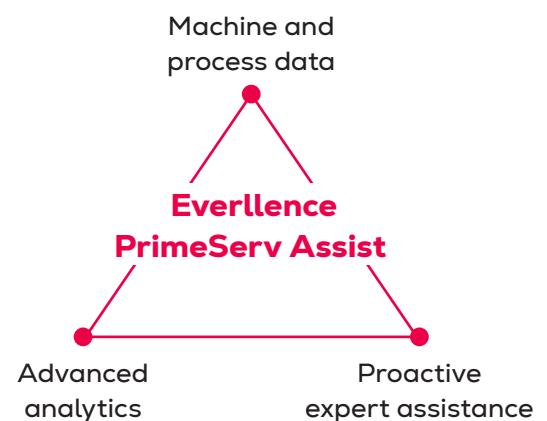 Machine and
process data
Everllence
PrimeServ Assist
Advanced
analytics
Proactive
expert assistance